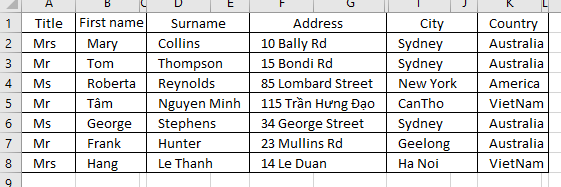 A B C D E F G I J K L
1 Title First name Surname Address City Country
2 Mrs Mary Collins 10 Bally Rd Sydney Australia
3 Mr Tom Thompson 15 Bondi Rd Sydney Australia
4 Ms Roberta Reynolds 85 Lombard Street New York America
5 Mr Tâm Nguyen Minh 115 Trần Hưng Đạo CanTho VietNam
6 Ms George Stephens 34 George Street Sydney Australia
7 Mr Frank Hunter 23 Mullins Rd Geelong Australia
8 Mrs Hang Le Thanh 14 Le Duan Ha Noi VietNam
9